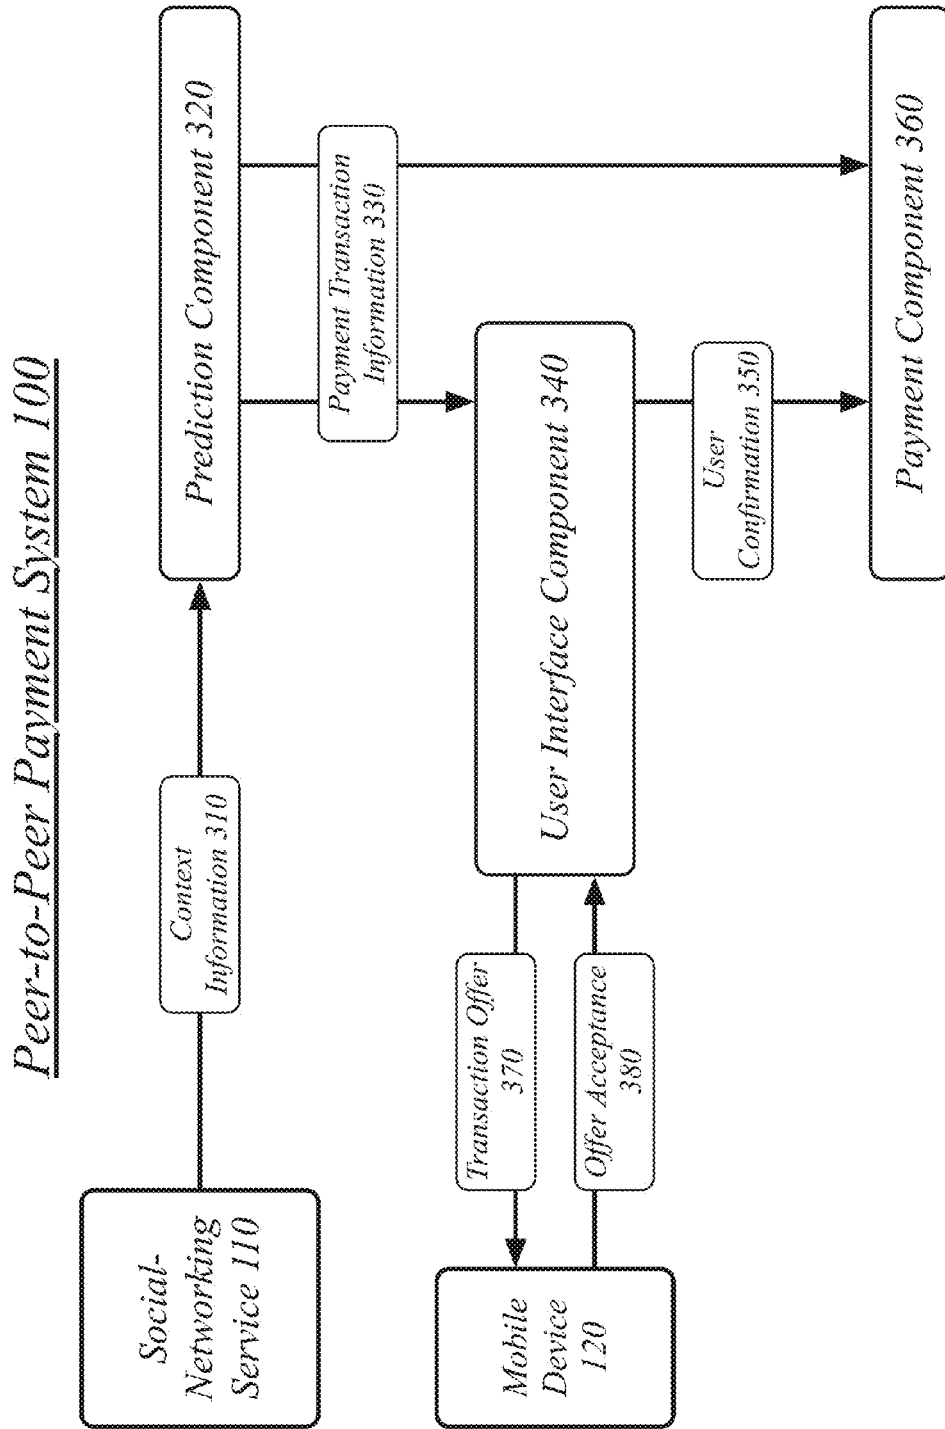 Peer-to-Peer Payment System 100
Social-
Networking
Service 110
Context
Information 310
Prediction Component 320
Payment Transaction
Information 330
Mobile
Device
120
Transaction Offer
370
Offer Acceptance
380
User Interface Component 340
User
Confirmation 350
Payment Component 360